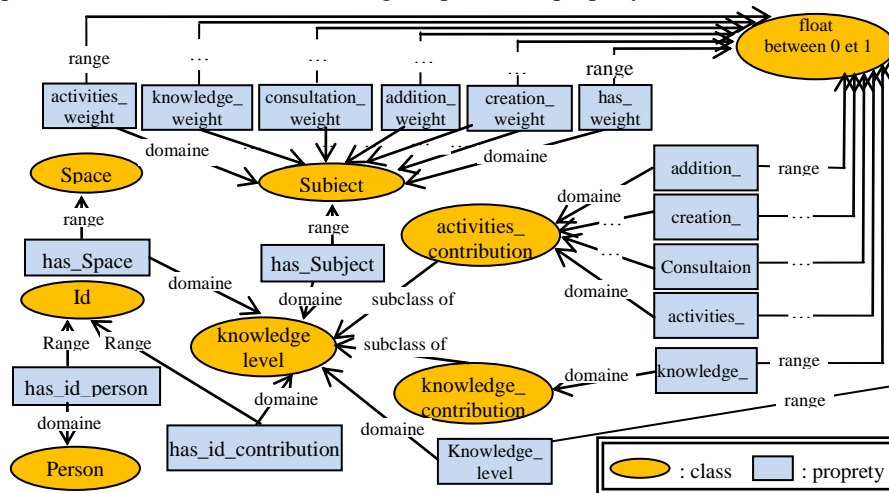 float
between 0 et 1
range
…
…
…
…
range
activities_
weight
knowledge_
weight
consultation_
weight
addition_
weight
creation_
weight
has_
weight
domaine
…
…
…
domaine
Space
Subject
range
range
has_Space
has_Subject
domaine
domaine
activities_
contribution
domaine
…
…
domaine
addition_
creation_
Consultaion
activities_
range
…
…
…
Id
subclass of
knowledge
level
subclass of
Range
Range
has_id_person
domaine
has_id_contribution
domaine
domaine
knowledge_
contribution
domaine
knowledge_
range
range
Knowledge_
level
Person
: class
: proprety